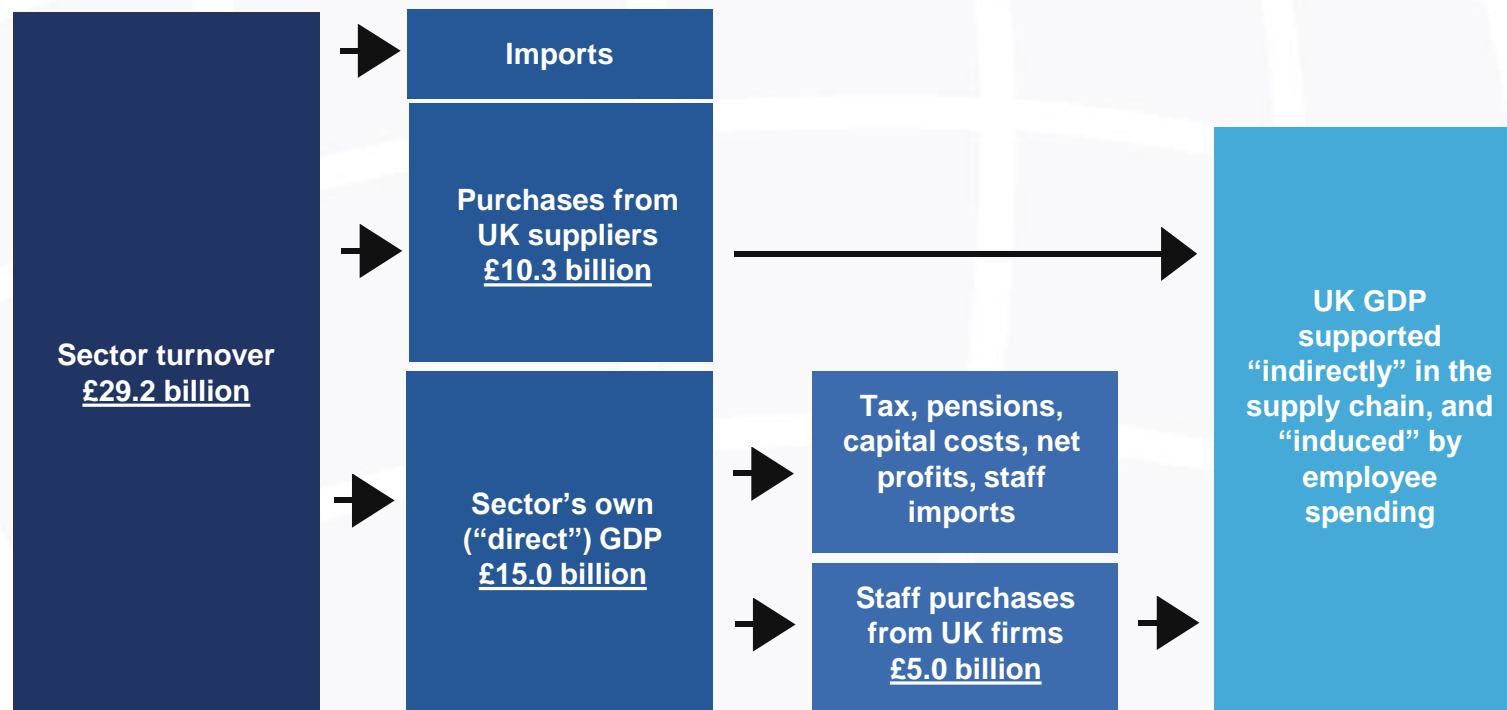 Imports
Purchases from
UK suppliers
£10.3 billion
Sector turnover
£29.2 billion
Sector’s own
(“direct”) GDP
£15.0 billion
Tax, pensions,
capital costs, net
profits, staff
imports
Staff purchases
from UK firms
£5.0 billion
UK GDP
supported
“indirectly” in the
supply chain, and
“induced” by
employee
spending